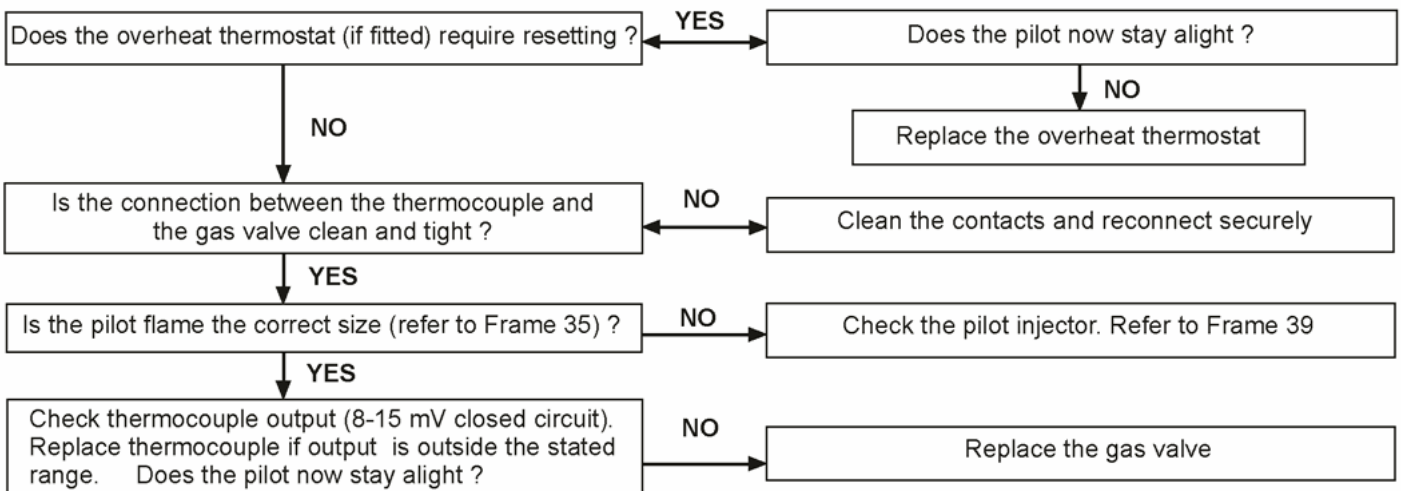 Does the overheat thermostat (if fitted) require resetting ?
YES
Does the pilot now stay alight ?
NO
Replace the overheat thermostat
NO
Is the connection between the thermocouple and
the gas valve clean and tight ?
NO
Clean the contacts and reconnect securely
YES
Is the pilot flame the correct size (refer to Frame 35) ?
NO
Check the pilot injector. Refer to Frame 39
YES
Check thermocouple output (8-15 mV closed circuit).
Replace thermocouple if output is outside the stated
range. Does the pilot now stay alight ?
NO
Replace the gas valve